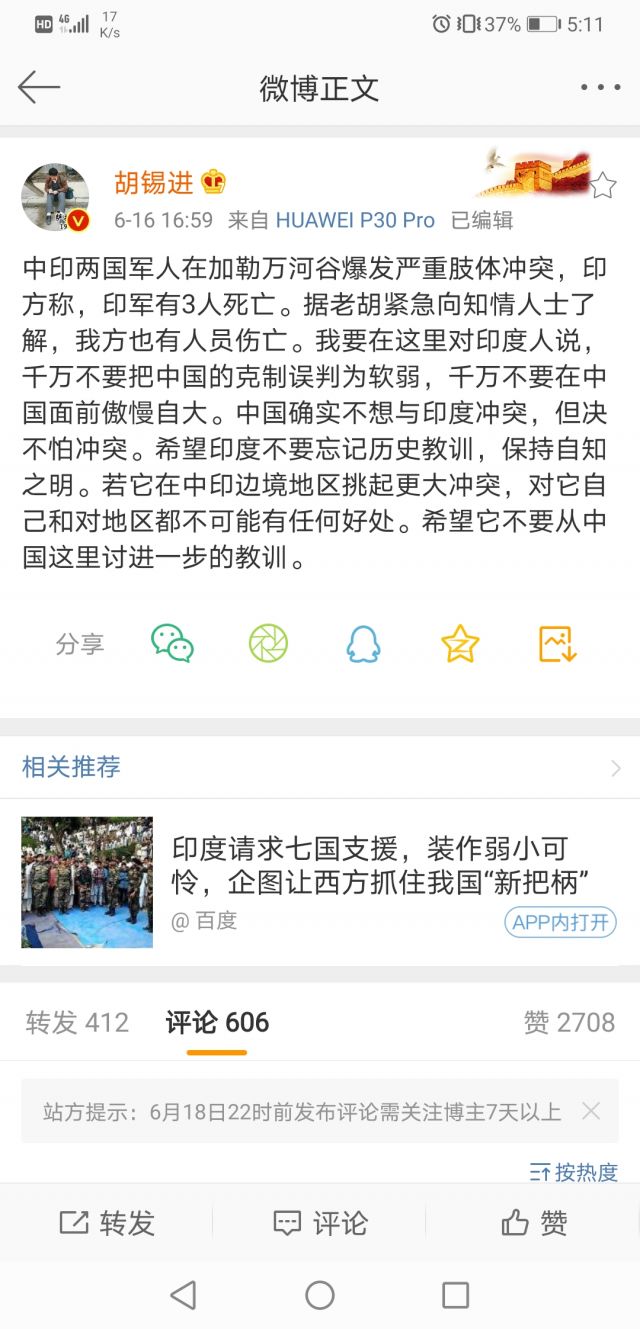 HD 4G 17 K/s 37% 5:11
微博正文
胡锡进
6-16 16:59 来自 HUAWEI P30 Pro 已编辑
中印两国军人在加勒万河谷爆发严重肢体冲突，印
方称，印军有3人死亡。据老胡紧急向知情人士了
解，我方也有人员伤亡。我要在这里对印度人说，
千万不要把中国的克制误判为软弱，千万不要在中
国面前傲慢自大。中国确实不想与印度冲突，但决
不怕冲突。希望印度不要忘记历史教训，保持自知
之明。若它在中印边境地区挑起更大冲突，对它自
己和对地区都不可能有任何好处。希望它不要从中
国这里讨进一步的教训。
分享
相关推荐
印度请求七国支援，装作弱小可
怜，企图让西方抓住我国“新把柄”
@ 百度
APP内打开
转发 412 评论 606 赞 2708
站方提示：6月18日22时前发布评论需关注博主7天以上
按热度
转发 评论 赞